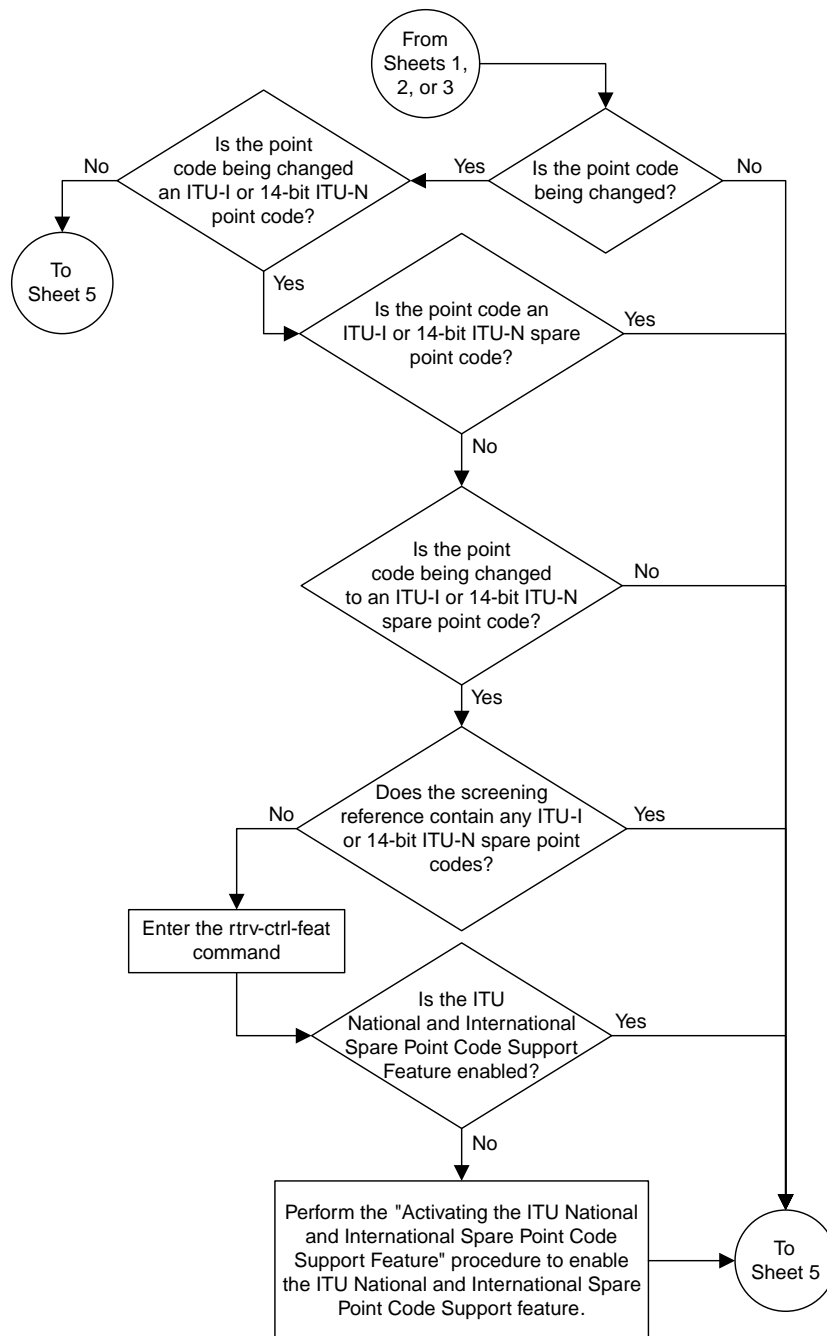 From
Sheets 1,
2, or 3
Is the point code
being changed?
Yes
No
Is the point
code being changed
an ITU-I or 14-bit ITU-N
point code?
No
Yes
To
Sheet 5
Is the point code an
ITU-I or 14-bit ITU-N spare
point code?
Yes
No
Is the point
code being changed
to an ITU-I or 14-bit ITU-N
spare point code?
No
Yes
Does the screening
reference contain any ITU-I
or 14-bit ITU-N spare point
codes?
No
Yes
Enter the rtrv-ctrl-feat
command
Is the ITU
National and International
Spare Point Code Support
Feature enabled?
Yes
No
Perform the "Activating the ITU National
and International Spare Point Code
Support Feature" procedure to enable
the ITU National and International Spare
Point Code Support feature.
To
Sheet 5